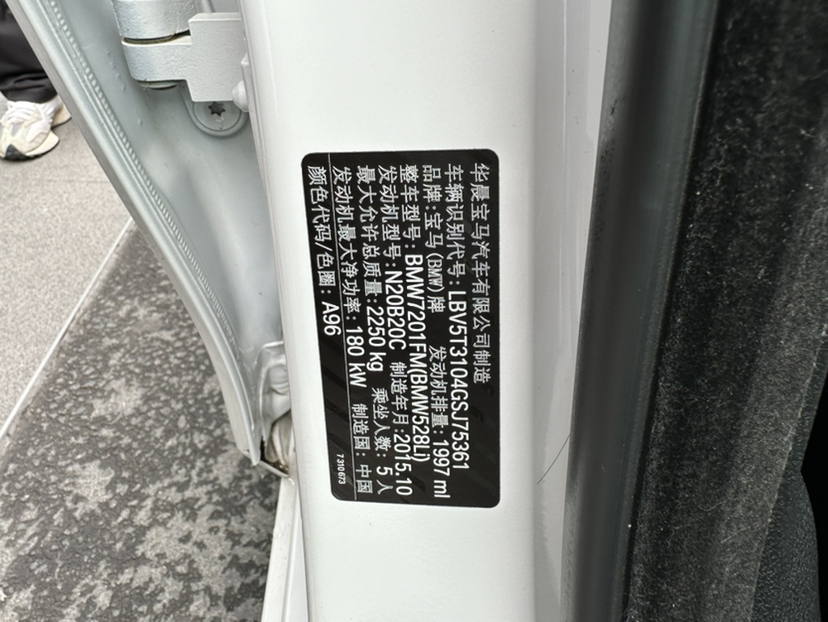 华晨宝马汽车有限公司制造
车辆识别代号:LBV5T3104GSJ75361
品牌:宝马(BMW)牌 发动机排量:1997 ml
整车型号:BMW7201FM(BMW528Li)
发动机型号:N20B20C 制造年月:2015.10
最大允许总质量:2250 kg 乘坐人数:5人
发动机最大净功率:180 kW 制造国:中国
颜色代码/色圈:A96
7310673